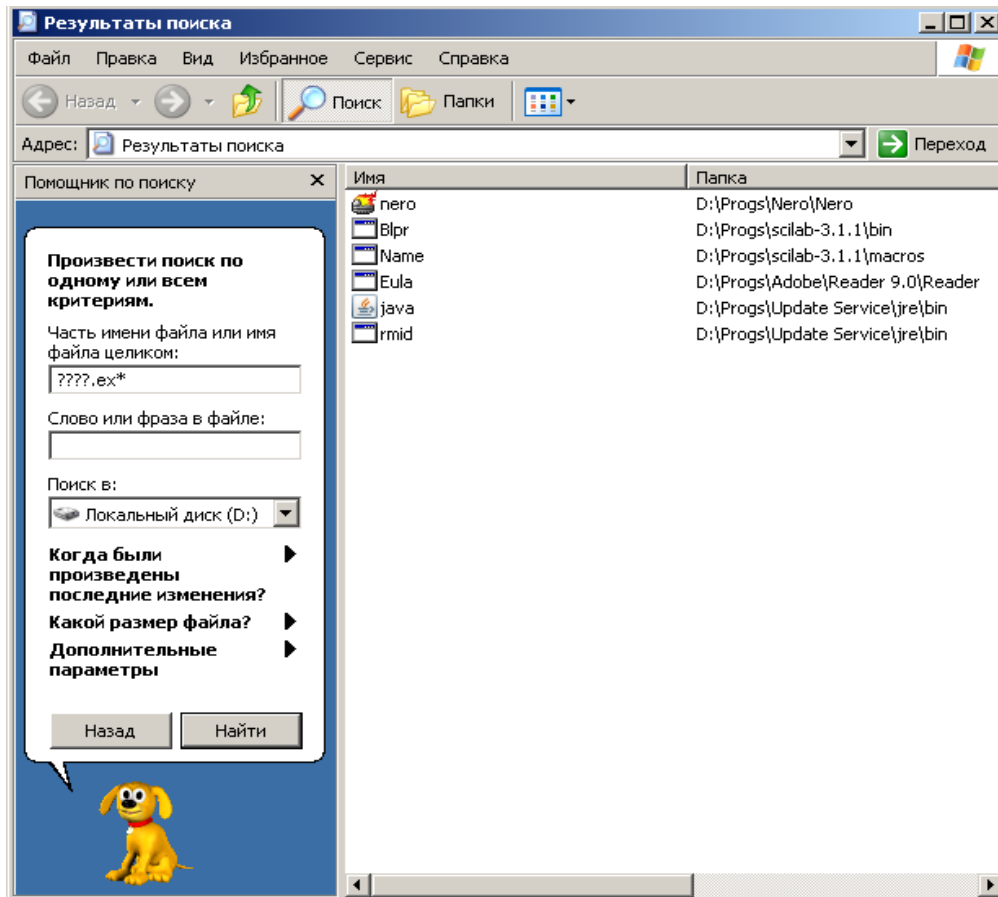 Результаты поиска
Файл Правка Вид Избранное Сервис Справка
Назад Поиск Папки
Адрес: Результаты поиска Переход
Помощник по поиску
Произвести поиск по
одному или всем
критериям.
Часть имени файла или имя
файла целиком:
????.ex*
Слово или фраза в файле:
Поиск в:
Локальный диск (D:)
Когда были
произведены
последние изменения?
Какой размер файла?
Дополнительные
параметры
Назад Найти
Имя Папка
nero D:\Progs\Nero\Nero
Blpr D:\Progs\scilab-3.1.1\bin
Name D:\Progs\scilab-3.1.1\macros
Eula D:\Progs\Adobe\Reader 9.0\Reader
java D:\Progs\Update Service\jre\bin
rmid D:\Progs\Update Service\jre\bin